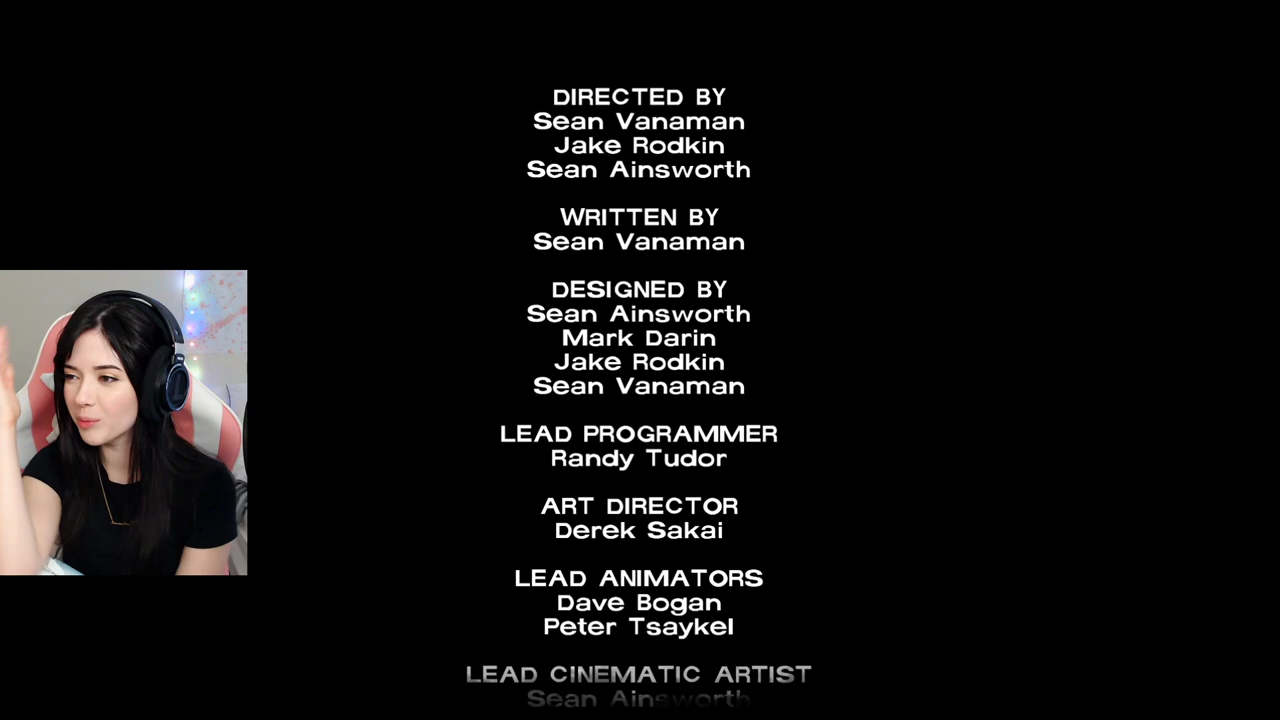 DIRECTED BY
Sean Vanaman
Jake Rodkin
Sean Ainsworth
WRITTEN BY
Sean Vanaman
DESIGNED BY
Sean Ainsworth
Mark Darin
Jake Rodkin
Sean Vanaman
LEAD PROGRAMMER
Randy Tudor
ART DIRECTOR
Derek Sakai
LEAD ANIMATORS
Dave Bogan
Peter Tsaykel
LEAD CINEMATIC ARTIST
Sean Ainsworth